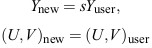 Y_new = sY_user,
(U, V)_new = (U, V)_user